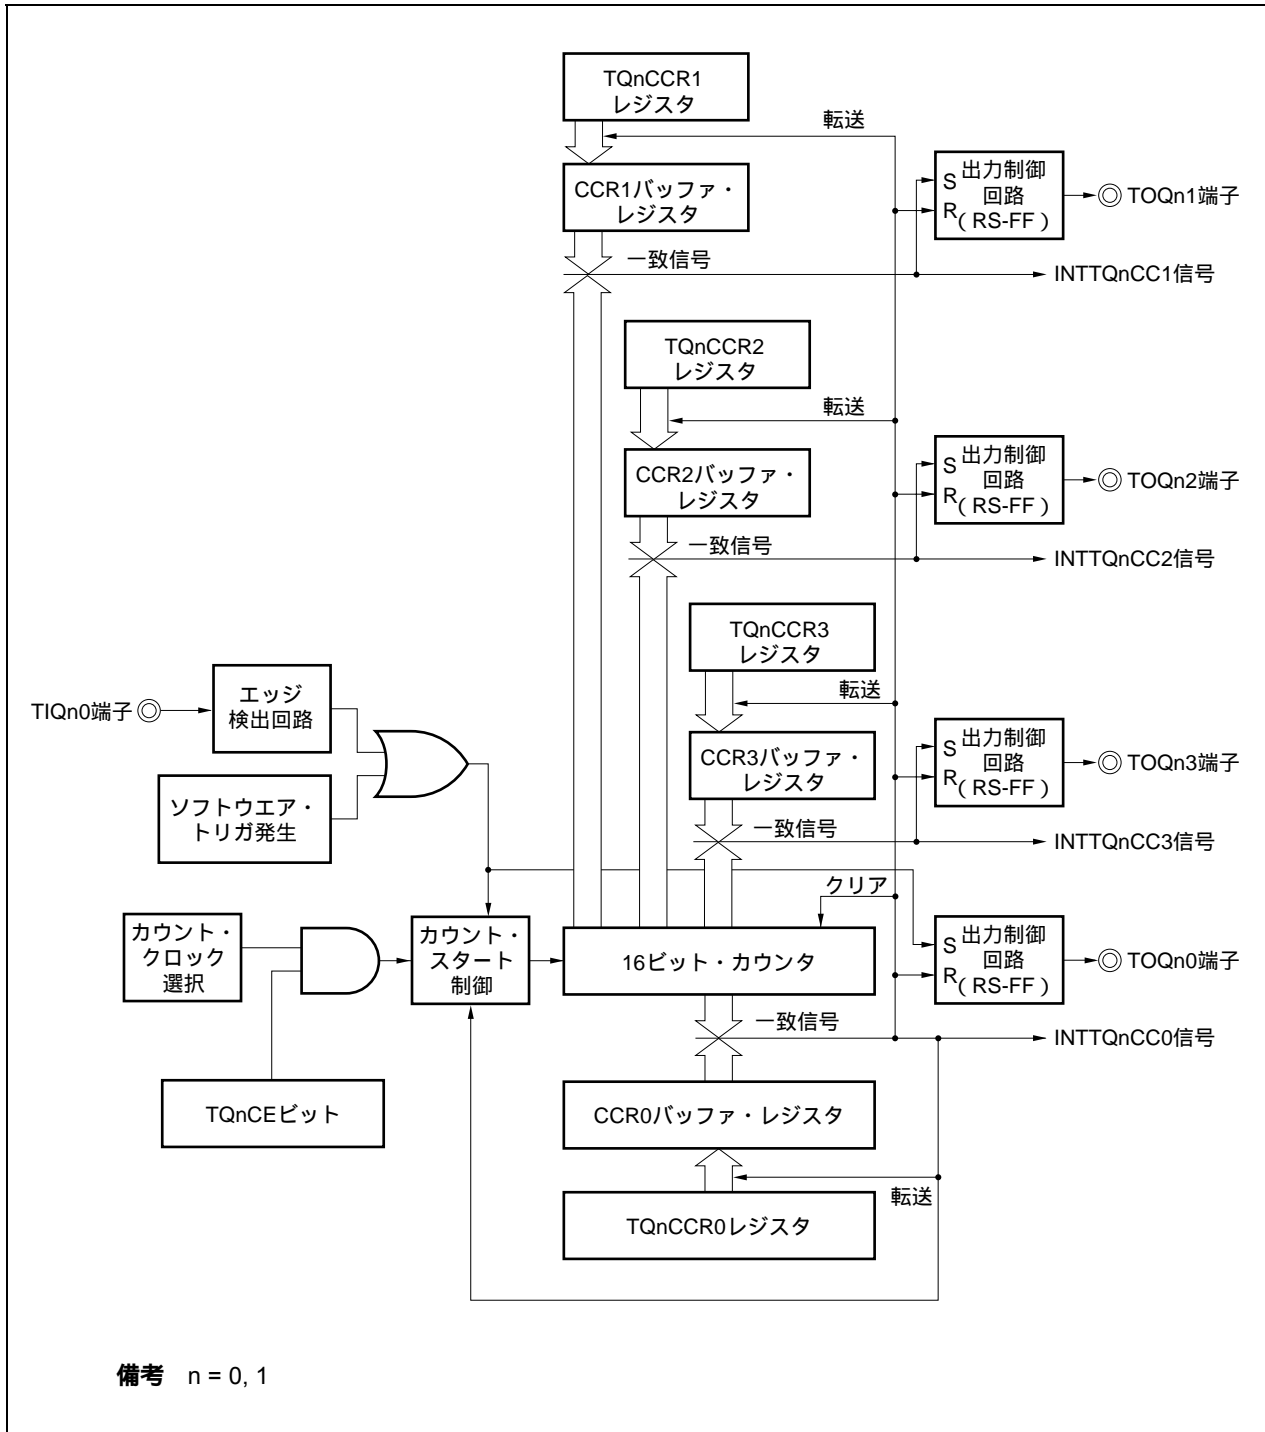 TQnCCR1
レジスタ
転送
CCR1バッファ・
レジスタ
S 出力制御
回路
R ( RS-FF )
TOQn1端子
一致信号
INTTQnCC1信号
TQnCCR2
レジスタ
転送
CCR2バッファ・
レジスタ
S 出力制御
回路
R ( RS-FF )
TOQn2端子
一致信号
INTTQnCC2信号
TQnCCR3
レジスタ
転送
CCR3バッファ・
レジスタ
S 出力制御
回路
R ( RS-FF )
TOQn3端子
一致信号
INTTQnCC3信号
TIQn0端子
エッジ
検出回路
ソフトウエア・
トリガ発生
クリア
カウント・
クロック
選択
カウント・
スタート
制御
16ビット・カウンタ
S 出力制御
回路
R ( RS-FF )
TOQn0端子
一致信号
INTTQnCC0信号
TQnCEビット
CCR0バッファ・レジスタ
転送
TQnCCR0レジスタ
備考 n = 0, 1